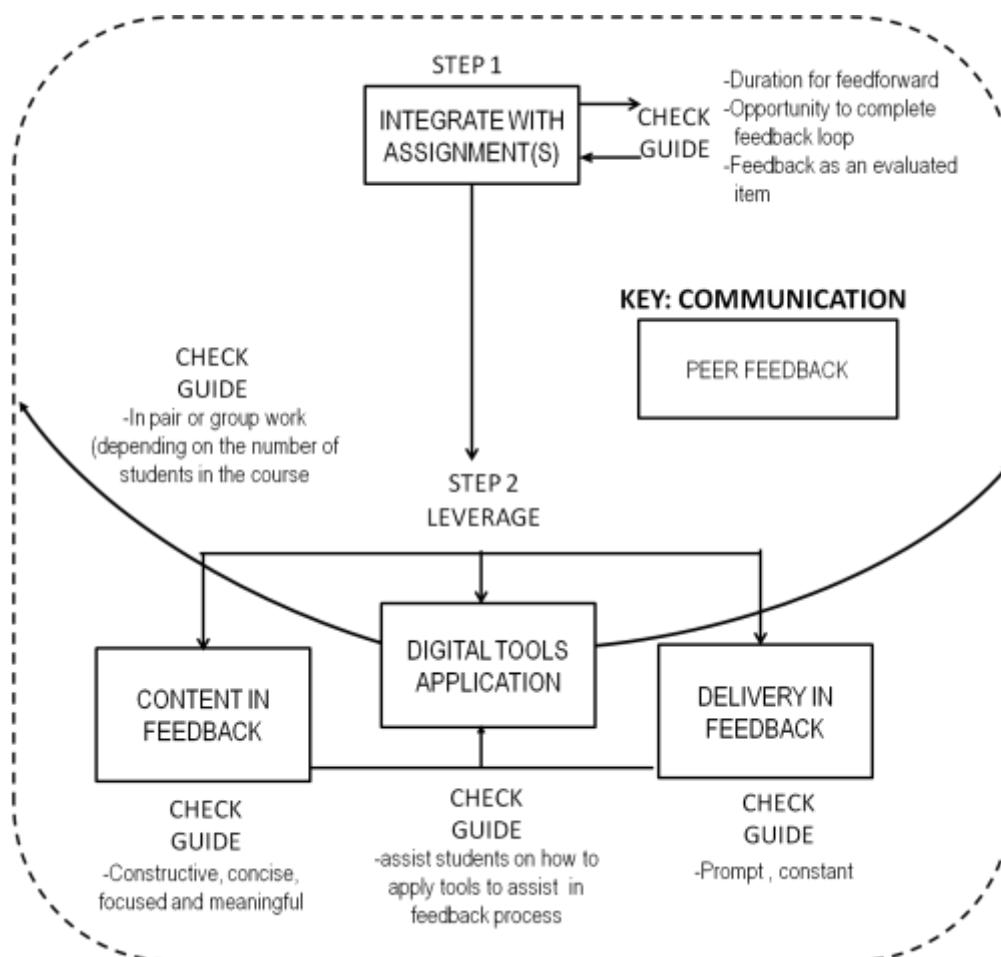 STEP 1
INTEGRATE WITH
ASSIGNMENT(S)
CHECK
GUIDE
-Duration for feedforward
-Opportunity to complete
feedback loop
-Feedback as an evaluated
item
KEY: COMMUNICATION
PEER FEEDBACK
CHECK
GUIDE
-In pair or group work
(depending on the number of
students in the course
STEP 2
LEVERAGE
CONTENT IN
FEEDBACK
DIGITAL TOOLS
APPLICATION
DELIVERY IN
FEEDBACK
CHECK
GUIDE
-Constructive, concise,
focused and meaningful
CHECK
GUIDE
-assist students on how to
apply tools to assist in
feedback process
CHECK
GUIDE
-Prompt , constant